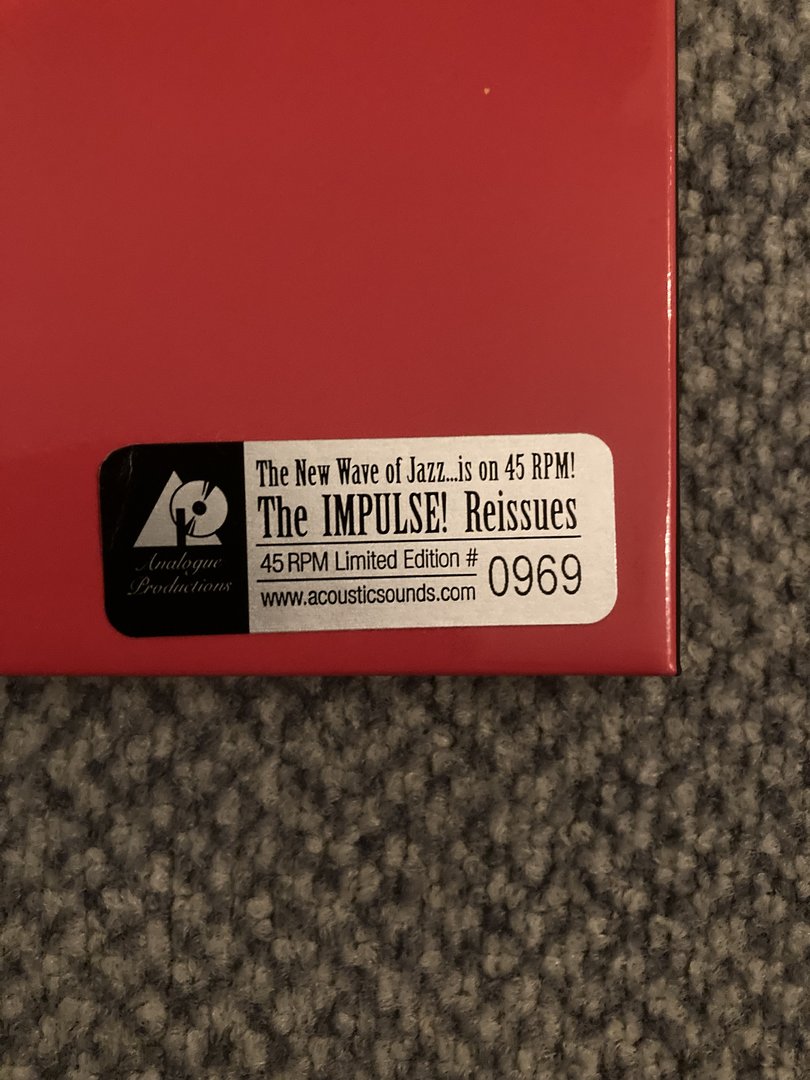 The New Wave of Jazz...is on 45 RPM!
The IMPULSE! Reissues
45 RPM Limited Edition # 0969
www.acousticsounds.com
AP
Analogue
Productions